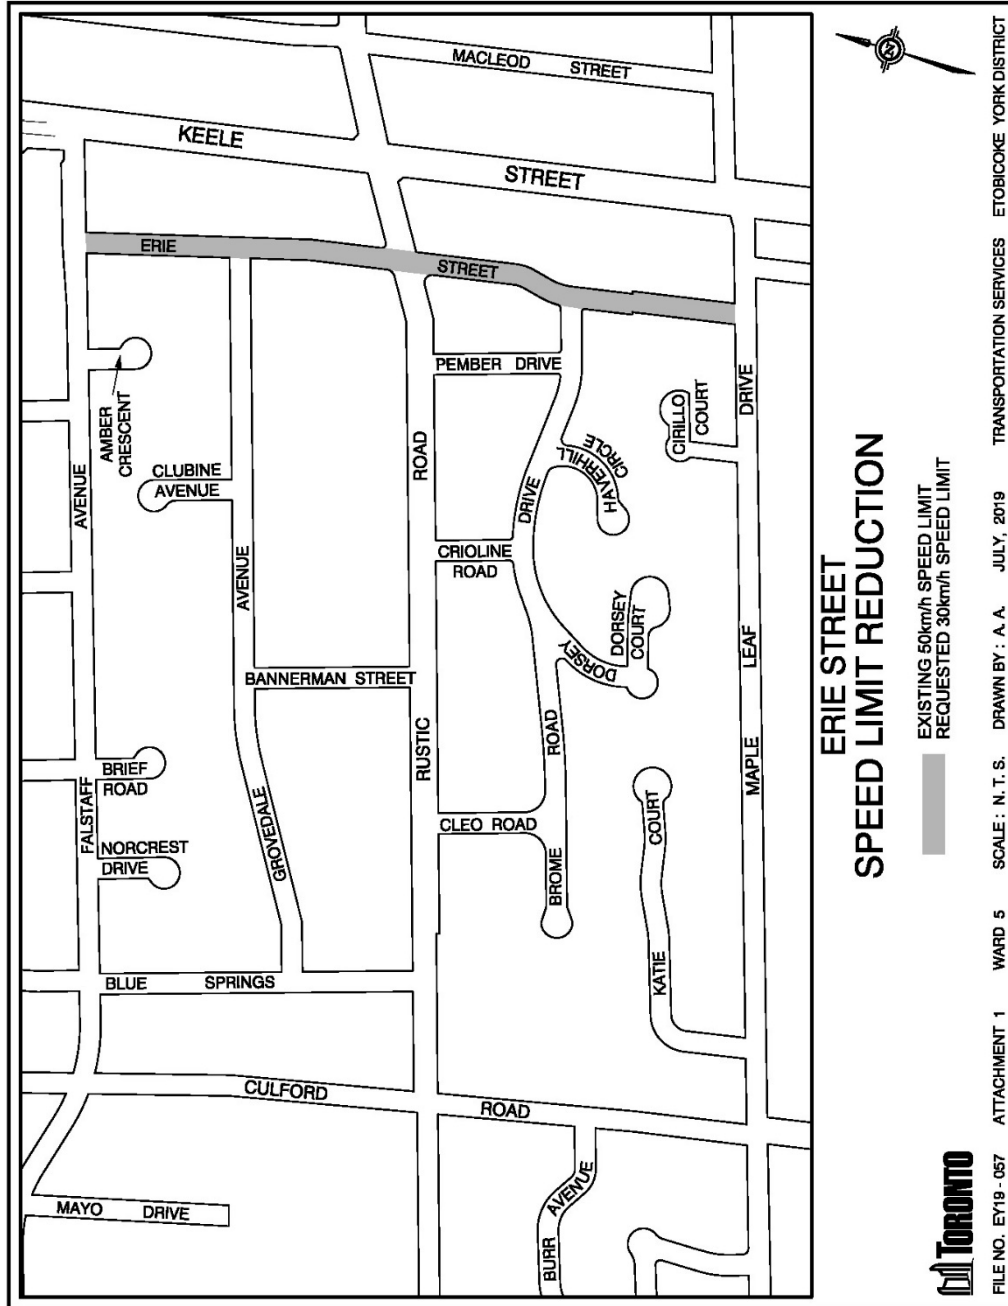 MACLEOD STREET
KEELE
STREET
ERIE
STREET
AMBER
CRESCENT
CLUBINE
AVENUE
AVENUE
PEMBER DRIVE
ROAD
DRIVE
HAVERHILL
CIRCLE
CIRILLO
COURT
DRIVE
AVENUE
BANNERMAN STREET
CRIOLINE
ROAD
DORSEY
DORSEY
COURT
LEAF
FALSTAFF
BRIEF
ROAD
NORCREST
DRIVE
GROVEDALE
RUSTIC
CLEO ROAD
ROAD
BROME
COURT
KATIE
MAPLE
BLUE SPRINGS
CULFORD
ROAD
MAYO DRIVE
BURR
AVENUE
ERIE STREET
SPEED LIMIT REDUCTION
EXISTING 50km/h SPEED LIMIT
REQUESTED 30km/h SPEED LIMIT
N
TORONTO
FILE NO. EY19 - 057 ATTACHMENT 1 WARD 5 SCALE : N. T. S. DRAWN BY : A. A. JULY, 2019 TRANSPORTATION SERVICES ETOBICOKE YORK DISTRICT